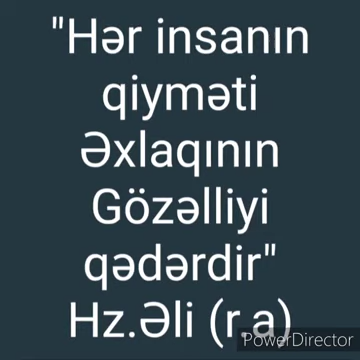 "Hər insanın
qiyməti
Əxlaqının
Gözəlliyi
qədərdir"
Hz.Əli (r.a)
PowerDirector